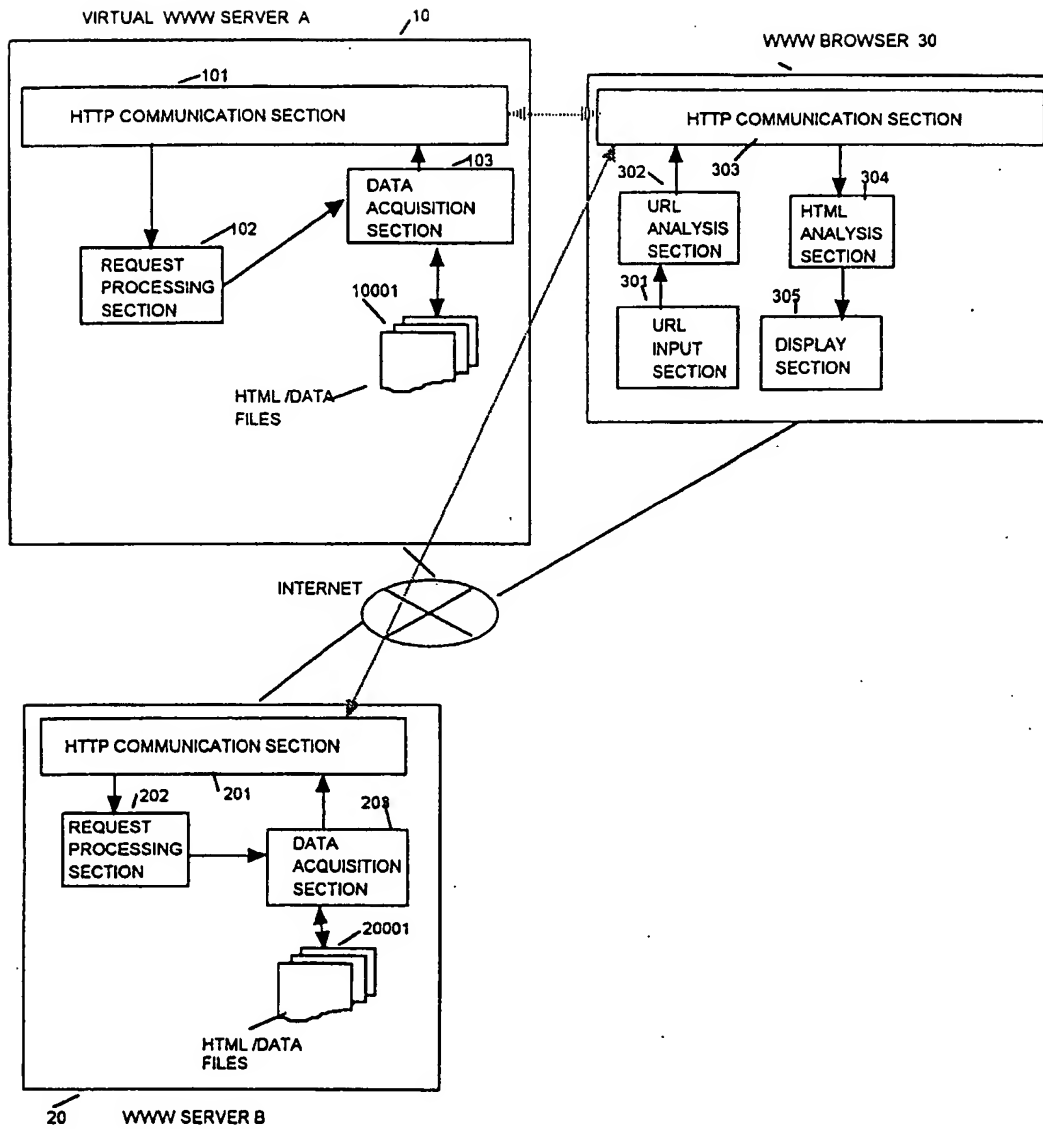 VIRTUAL WWW SERVER A
10
101
HTTP COMMUNICATION SECTION
103
DATA
ACQUISITION
SECTION
102
REQUEST
PROCESSING
SECTION
10001
HTML /DATA
FILES
WWW BROWSER 30
HTTP COMMUNICATION SECTION
303
302
URL
ANALYSIS
SECTION
304
HTML
ANALYSIS
SECTION
301
URL
INPUT
SECTION
305
DISPLAY
SECTION
INTERNET
HTTP COMMUNICATION SECTION
201
202
REQUEST
PROCESSING
SECTION
203
DATA
ACQUISITION
SECTION
20001
HTML /DATA
FILES
20
WWW SERVER B